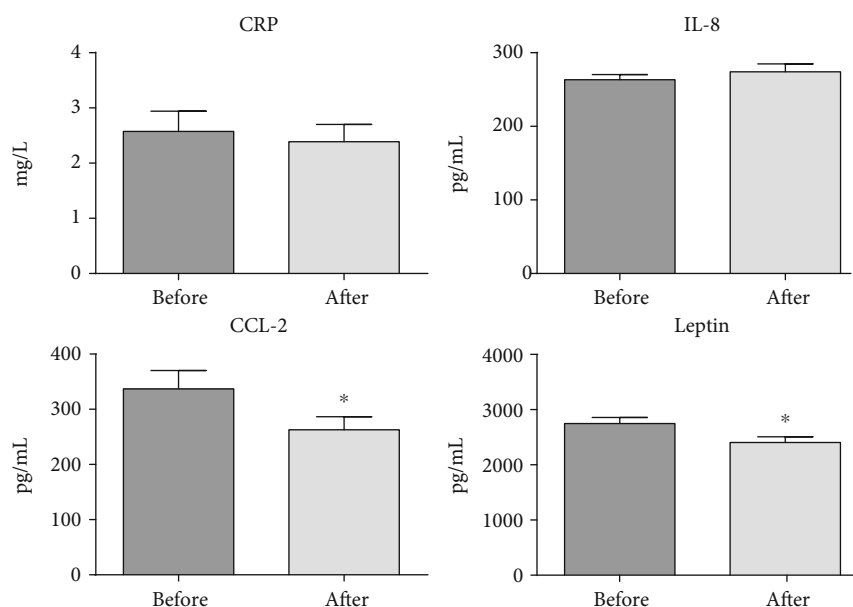 CRP
4
3
2
1
0
mg/L
Before
After
IL-8
300
200
100
0
pg/mL
Before
After
CCL-2
400
300
200
100
0
pg/mL
*
Before
After
Leptin
4000
3000
2000
1000
0
pg/mL
*
Before
After